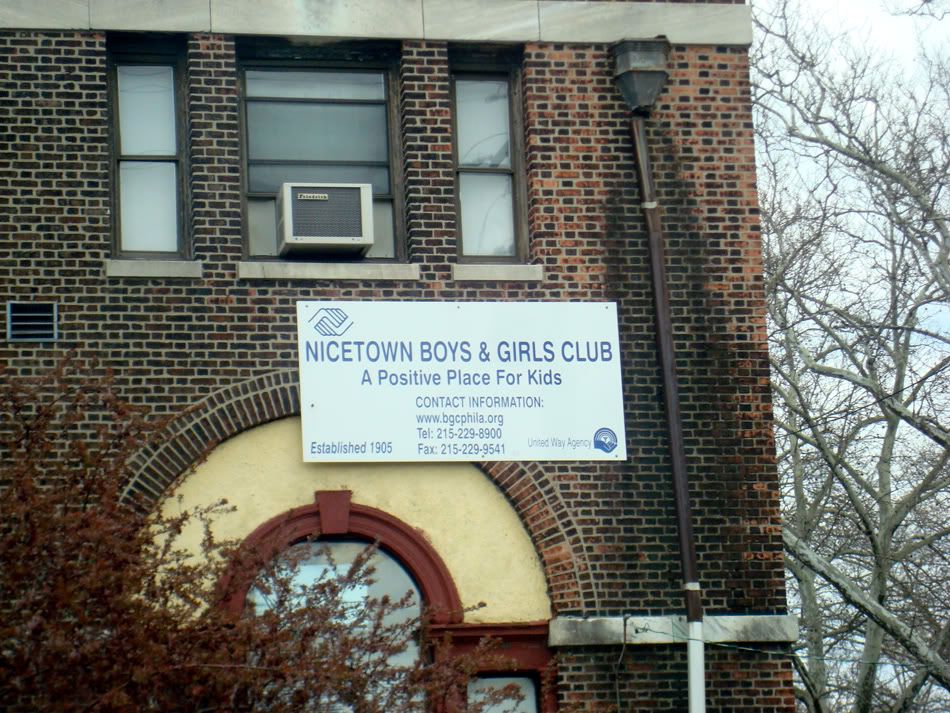 Friedrich
NICETOWN BOYS & GIRLS CLUB
A Positive Place For Kids
CONTACT INFORMATION:
www.bgcphila.org
Tel: 215-229-8900
Established 1905 Fax: 215-229-9541 United Way Agency